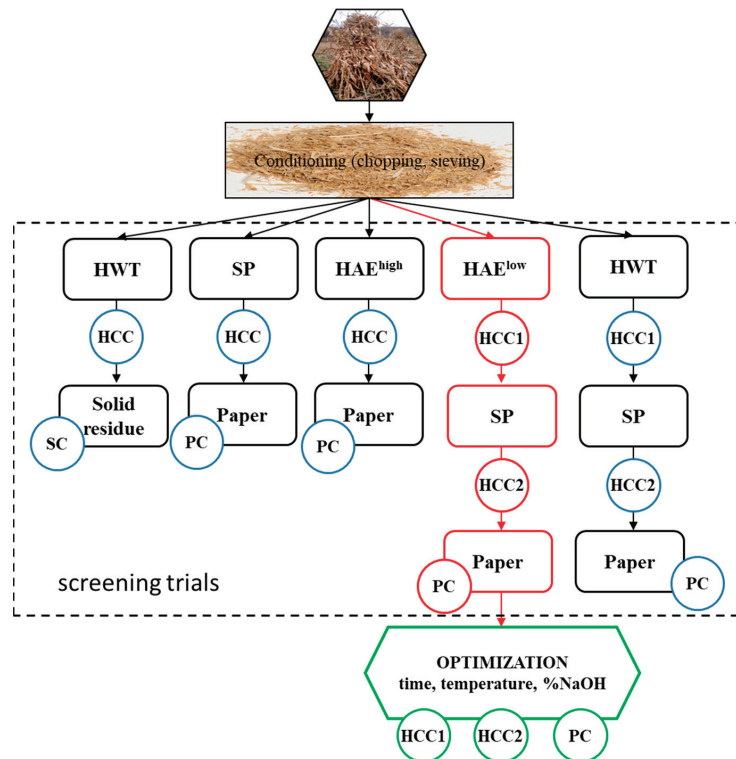 Conditioning (chopping, sieving)
HWT
SP
HAEhigh
HAElow
HWT
HCC
HCC
HCC
HCC1
HCC1
Solid
residue
Paper
Paper
SP
SP
SC
PC
PC
HCC2
HCC2
Paper
Paper
PC
PC
screening trials
OPTIMIZATION
time, temperature, %NaOH
HCC1
HCC2
PC